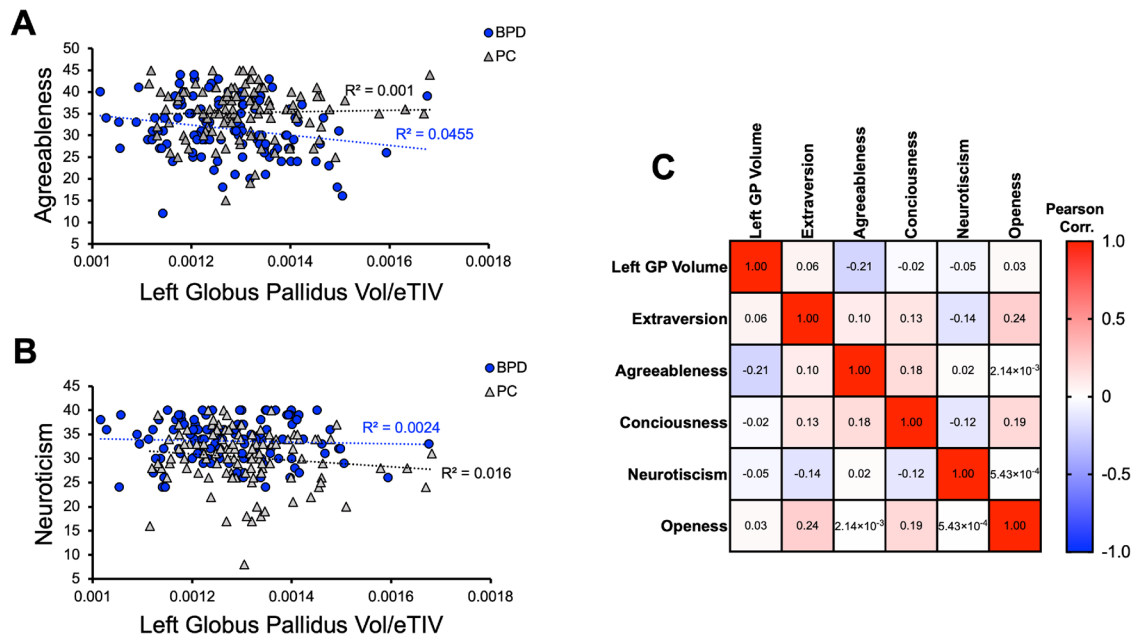 A
BPD
PC
50
45
40
35
30
25
20
15
10
5
Agreeableness
R² = 0.001
R² = 0.0455
0.001 0.0012 0.0014 0.0016 0.0018
Left Globus Pallidus Vol/eTIV
B
BPD
PC
45
40
35
30
25
20
15
10
5
Neuroticism
R² = 0.0024
R² = 0.016
0.001 0.0012 0.0014 0.0016 0.0018
Left Globus Pallidus Vol/eTIV
C
Left GP Volume
Extraversion
Agreeableness
Conciousness
Neurotiscism
Openess
Left GP Volume 1.00 0.06 -0.21 -0.02 -0.05 0.03
Extraversion 0.06 1.00 0.10 0.13 -0.14 0.24
Agreeableness -0.21 0.10 1.00 0.18 0.02 2.14×10⁻³
Conciousness -0.02 0.13 0.18 1.00 -0.12 0.19
Neurotiscism -0.05 -0.14 0.02 -0.12 1.00 5.43×10⁻⁴
Openess 0.03 0.24 2.14×10⁻³ 0.19 5.43×10⁻⁴ 1.00
Pearson
Corr.
1.0
0.5
0
-0.5
-1.0